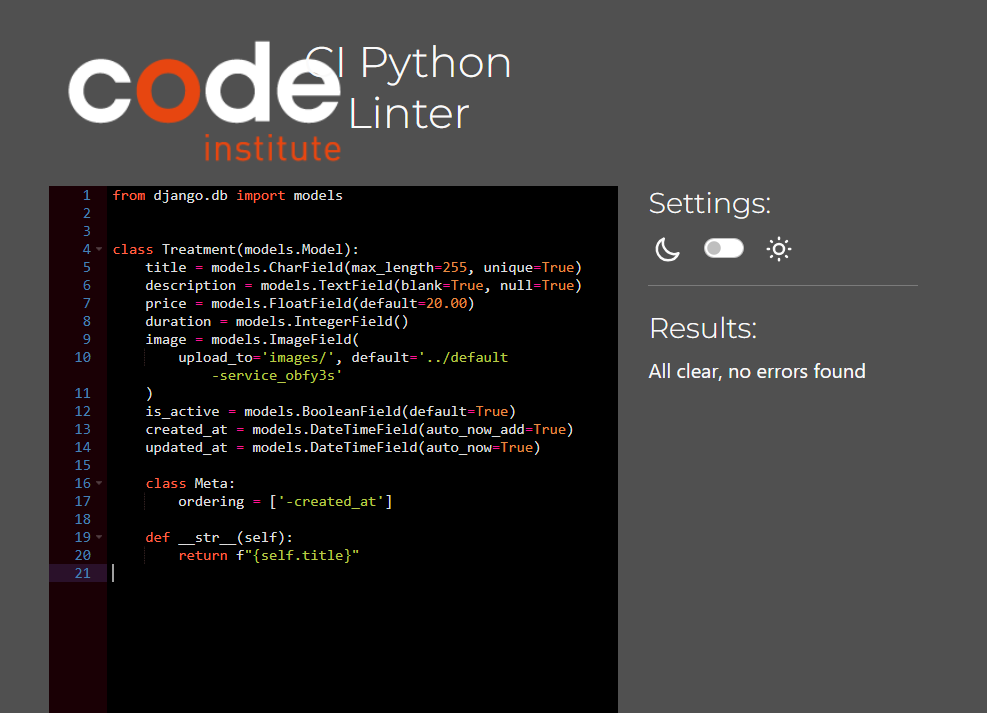 code
institute
CI Python
Linter
1 from django.db import models
2
3
4 class Treatment(models.Model):
5     title = models.CharField(max_length=255, unique=True)
6     description = models.TextField(blank=True, null=True)
7     price = models.FloatField(default=20.00)
8     duration = models.IntegerField()
9     image = models.ImageField(
10         upload_to='images/', default='../default
            -service_obfy3s'
11     )
12     is_active = models.BooleanField(default=True)
13     created_at = models.DateTimeField(auto_now_add=True)
14     updated_at = models.DateTimeField(auto_now=True)
15
16     class Meta:
17         ordering = ['-created_at']
18
19     def __str__(self):
20         return f"{self.title}"
21
Settings:
Results:
All clear, no errors found